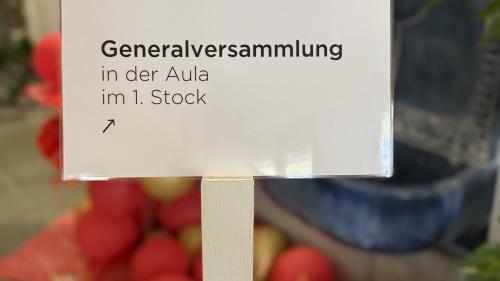 Generalversammlung
in der Aula
im 1. Stock
↗